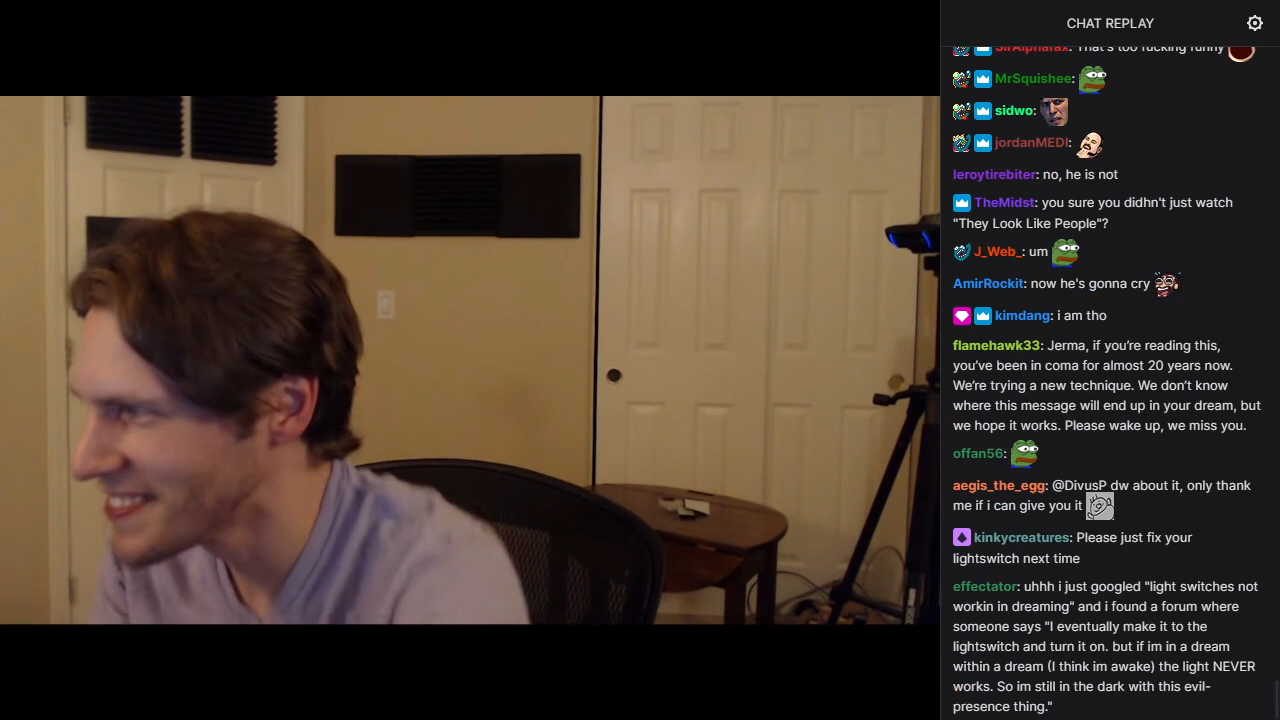 CHAT REPLAY
SirAlpharax: That's too fucking funny
MrSquishee:
sidwo:
jordanMEDI:
leroytirebiter: no, he is not
TheMidst: you sure you didhn't just watch
"They Look Like People"?
J_Web_: um
AmirRockit: now he's gonna cry
kimdang: i am tho
flamehawk33: Jerma, if you’re reading this,
you’ve been in coma for almost 20 years now.
We’re trying a new technique. We don’t know
where this message will end up in your dream, but
we hope it works. Please wake up, we miss you.
offan56:
aegis_the_egg: @DivusP dw about it, only thank
me if i can give you it
kinkycreatures: Please just fix your
lightswitch next time
effectator: uhhh i just googled "light switches not
workin in dreaming" and i found a forum where
someone says "I eventually make it to the
lightswitch and turn it on. but if im in a dream
within a dream (I think im awake) the light NEVER
works. So im still in the dark with this evil-
presence thing."